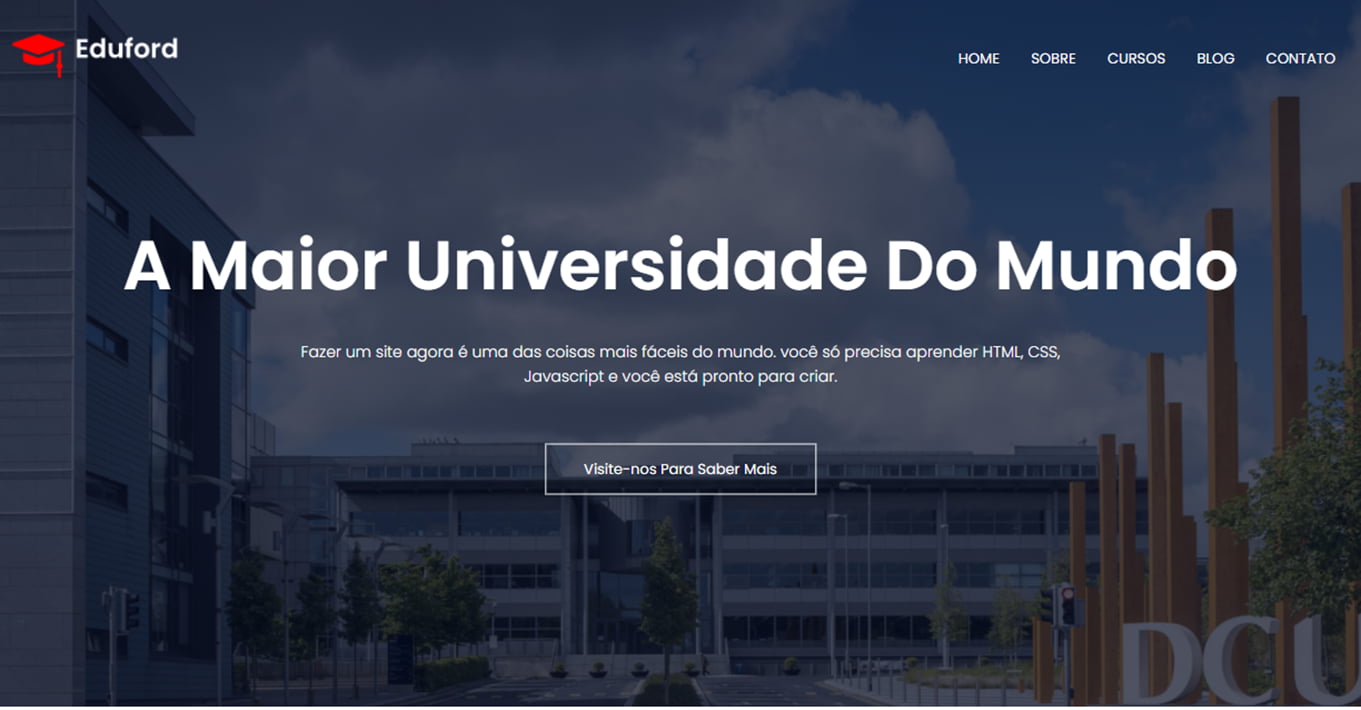 Eduford
HOME SOBRE CURSOS BLOG CONTATO
A Maior Universidade Do Mundo
Fazer um site agora é uma das coisas mais fáceis do mundo. você só precisa aprender HTML, CSS,
Javascript e você está pronto para criar.
Visite-nos Para Saber Mais
DCU